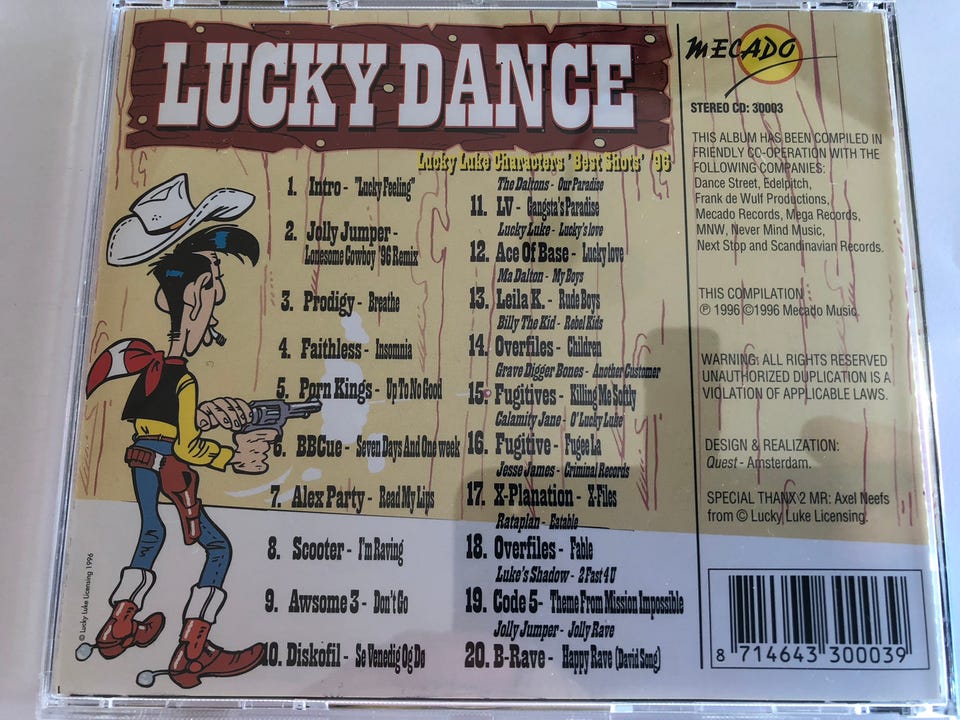 LUCKY DANCE
Lucky Luke Characters 'Best Shots' '96
1. Intro - "Lucky Feeling"
2. Jolly Jumper -
Lonesome Cowboy '96 Remix
3. Prodigy - Breathe
4. Faithless - Insomnia
5. Porn Kings - Up To No Good
6. BBCue - Seven Days And One week
7. Alex Party - Read My Lips
8. Scooter - I'm Raving
9. Awsome 3 - Don't Go
10. Diskofil - Se Venedig Og Dø
The Daltons - Our Paradise
11. LV - Gangsta's Paradise
Lucky Luke - Lucky's love
12. Ace Of Base - Lucky love
Ma Dalton - My Boys
13. Leila K. - Rude Boys
Billy The Kid - Rebel Kids
14. Overfiles - Children
Grave Digger Bones - Another Customer
15. Fugitives - Killing Me Softly
Calamity Jane - O'Lucky Luke
16. Fugitive - Fugee La
Jesse James - Criminal Records
17. X-Planation - X-Files
Rataplan - Eatable
18. Overfiles - Fable
Luke's Shadow - 2 Fast 4 U
19. Code 5 - Theme From Mission Impossible
Jolly Jumper - Jolly Rave
20. B-Rave - Happy Rave (David Song)
© Lucky Luke Licensing 1996
MECADO
STEREO CD: 30003
THIS ALBUM HAS BEEN COMPILED IN
FRIENDLY CO-OPERATION WITH THE
FOLLOWING COMPANIES:
Dance Street, Edelpitch,
Frank de Wulf Productions,
Mecado Records, Mega Records,
MNW, Never Mind Music,
Next Stop and Scandinavian Records.
THIS COMPILATION
℗ 1996 ©1996 Mecado Music.
WARNING: ALL RIGHTS RESERVED
UNAUTHORIZED DUPLICATION IS A
VIOLATION OF APPLICABLE LAWS.
DESIGN & REALIZATION:
Quest - Amsterdam.
SPECIAL THANX 2 MR: Axel Neefs
from © Lucky Luke Licensing.
8 714643 300039